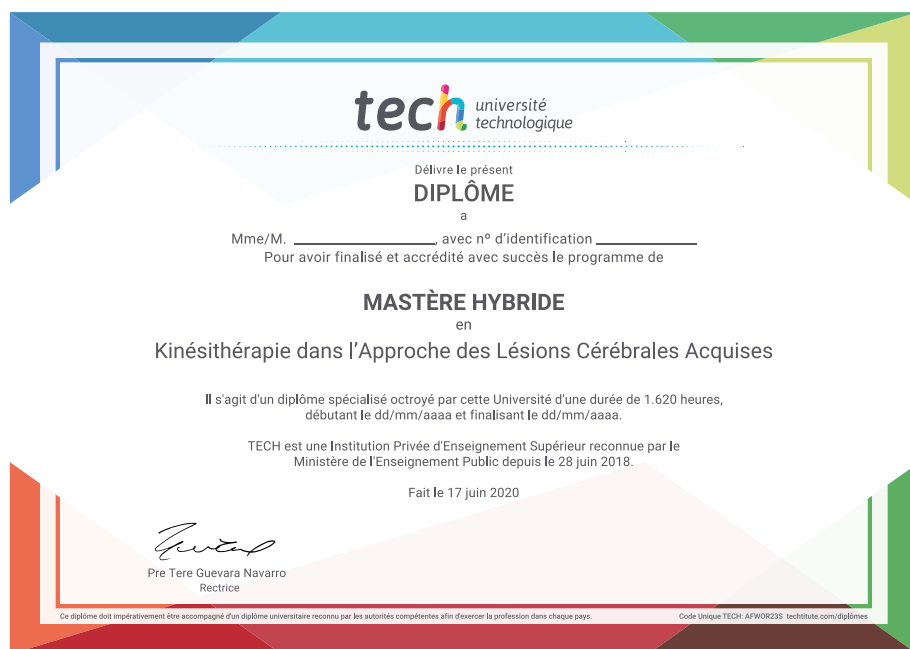 tech université
technologique
Délivre le présent
DIPLÔME
a
Mme/M. ________________, avec nº d'identification ____________
Pour avoir finalisé et accrédité avec succès le programme de
MASTÈRE HYBRIDE
en
Kinésithérapie dans l'Approche des Lésions Cérébrales Acquises
Il s'agit d'un diplôme spécialisé octroyé par cette Université d'une durée de 1.620 heures,
débutant le dd/mm/aaaa et finalisant le dd/mm/aaaa.
TECH est une Institution Privée d'Enseignement Supérieur reconnue par le
Ministère de l'Enseignement Public depuis le 28 juin 2018.
Fait le 17 juin 2020
Pre Tere Guevara Navarro
Rectrice
Ce diplôme doit impérativement être accompagné d'un diplôme universitaire reconnu par les autorités compétentes afin d'exercer la profession dans chaque pays.
Code Unique TECH: AFWOR23S techtitute.com/diplômes